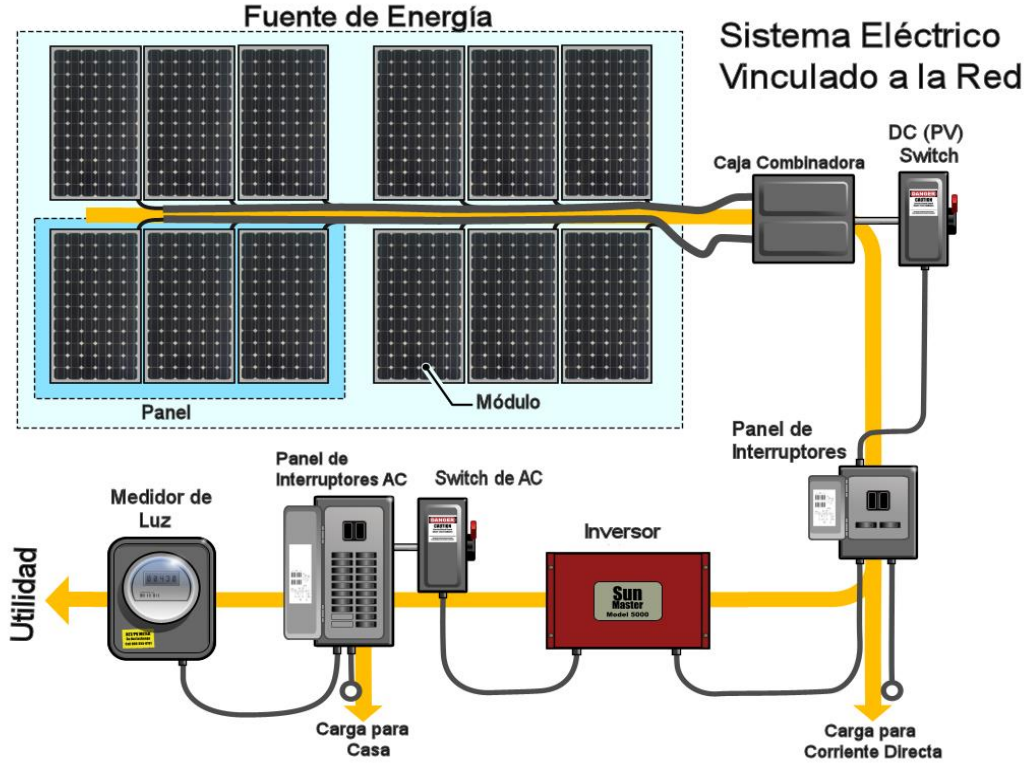 Fuente de Energía
Sistema Eléctrico
Vinculado a la Red
DC (PV)
Switch
Caja Combinadora
DANGER
CAUTION
Módulo
Panel
Panel de
Interruptores
Panel de
Interruptores AC
Switch de AC
Medidor de
Luz
DANGER
CAUTION
Inversor
Sun
Master
Model 5000
Utilidad
Carga para
Casa
Carga para
Corriente Directa